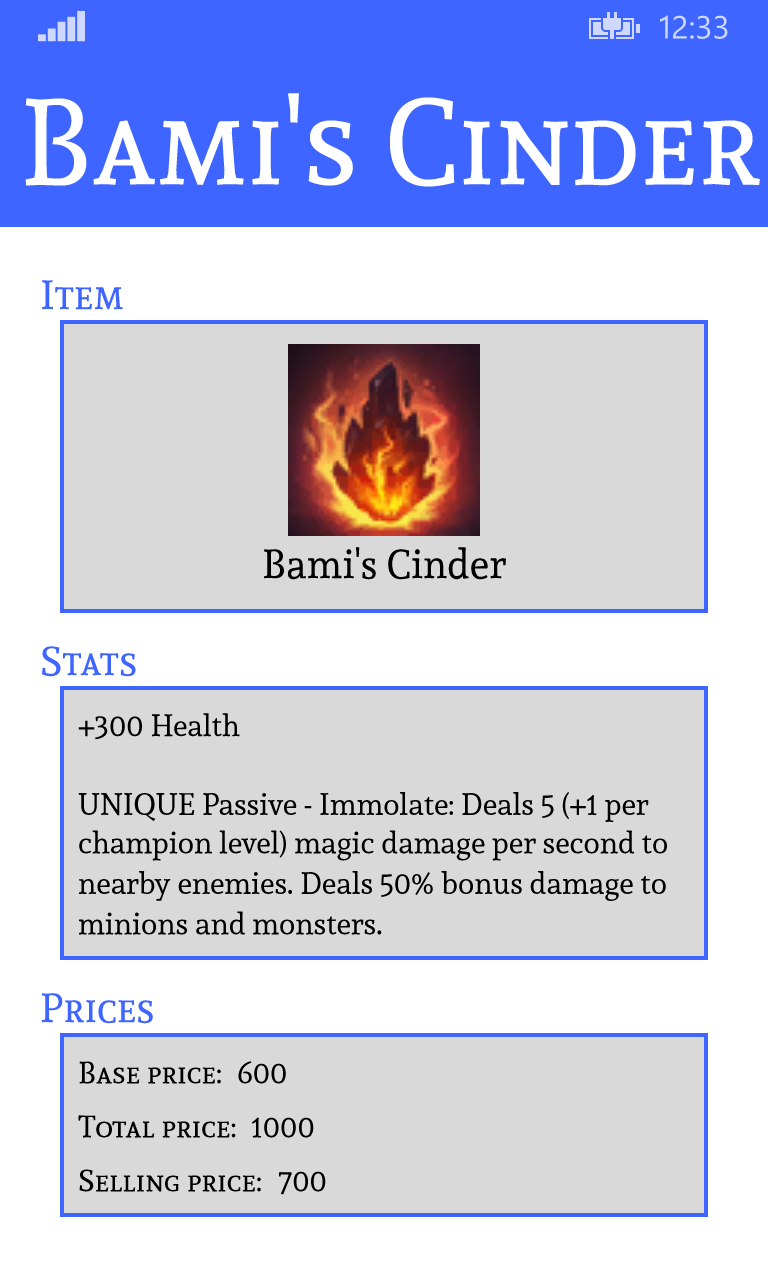 12:33
Bami's Cinder
Item
Bami's Cinder
Stats
+300 Health
UNIQUE Passive - Immolate: Deals 5 (+1 per
champion level) magic damage per second to
nearby enemies. Deals 50% bonus damage to
minions and monsters.
Prices
Base price: 600
Total price: 1000
Selling price: 700